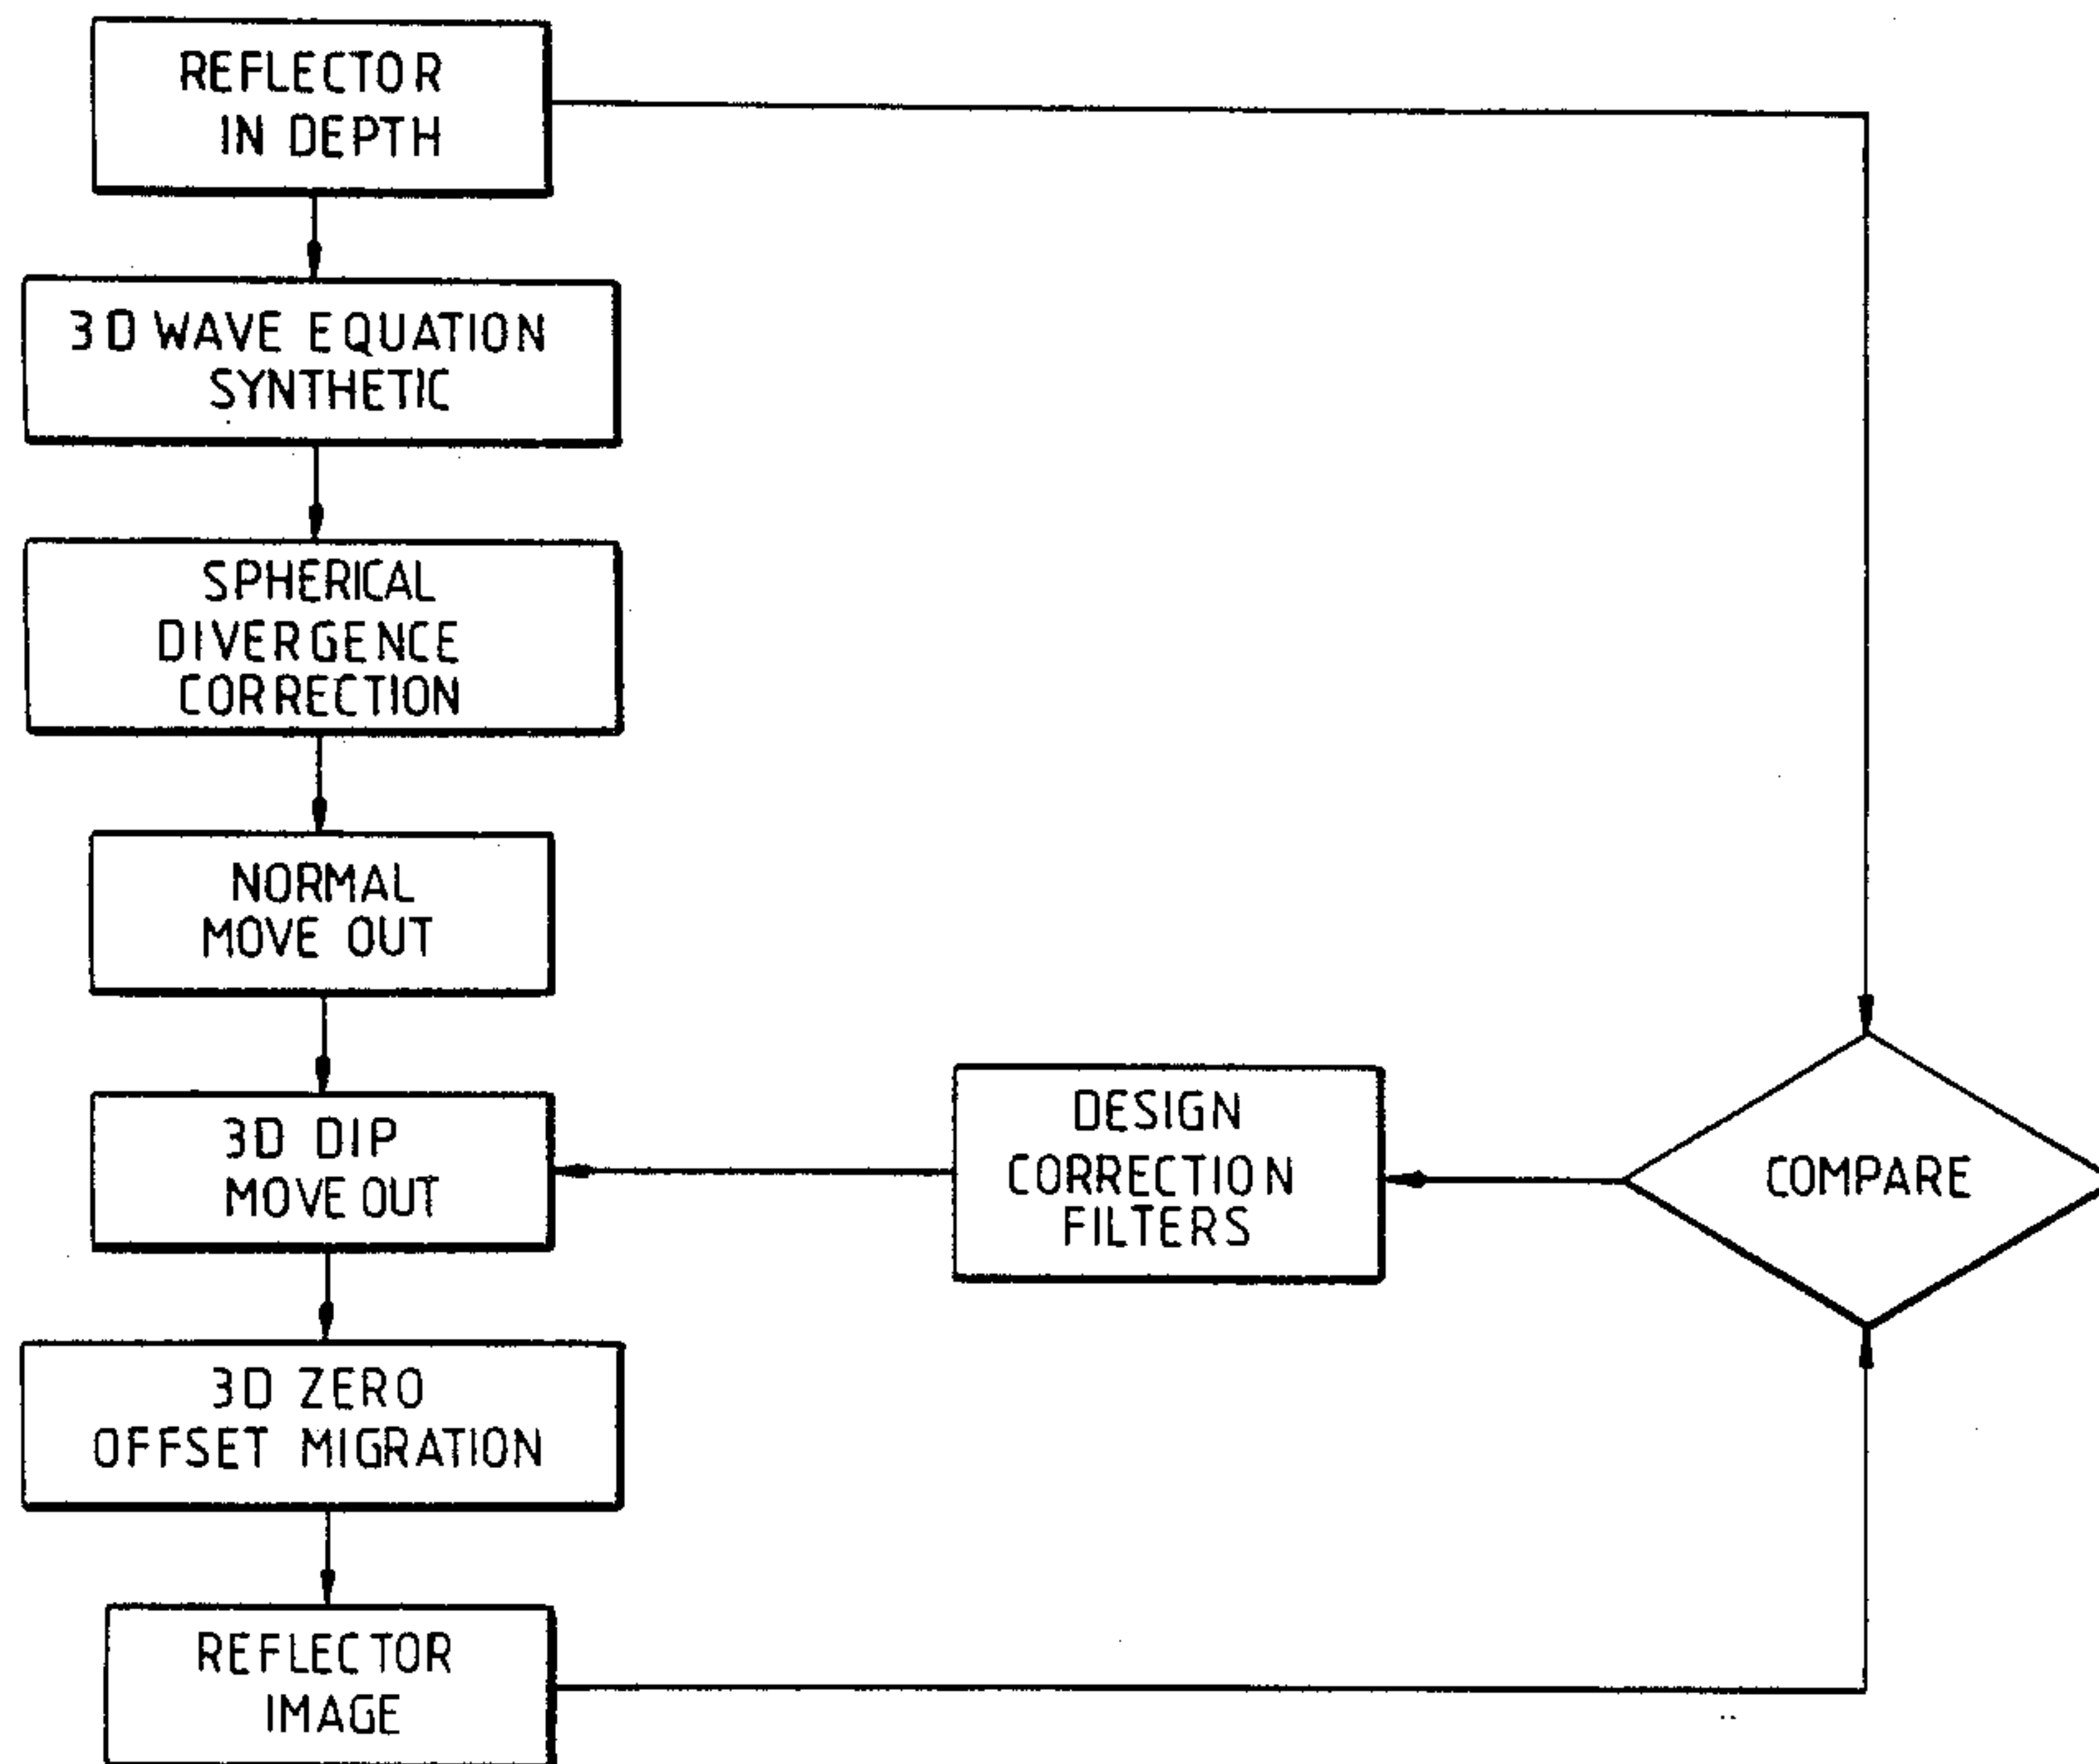 REFLECTOR
IN DEPTH
3D WAVE EQUATION
SYNTHETIC
SPHERICAL
DIVERGENCE
CORRECTION
NORMAL
MOVE OUT
3D DIP
MOVE OUT
DESIGN
CORRECTION
FILTERS
COMPARE
3D ZERO
OFFSET MIGRATION
REFLECTOR
IMAGE